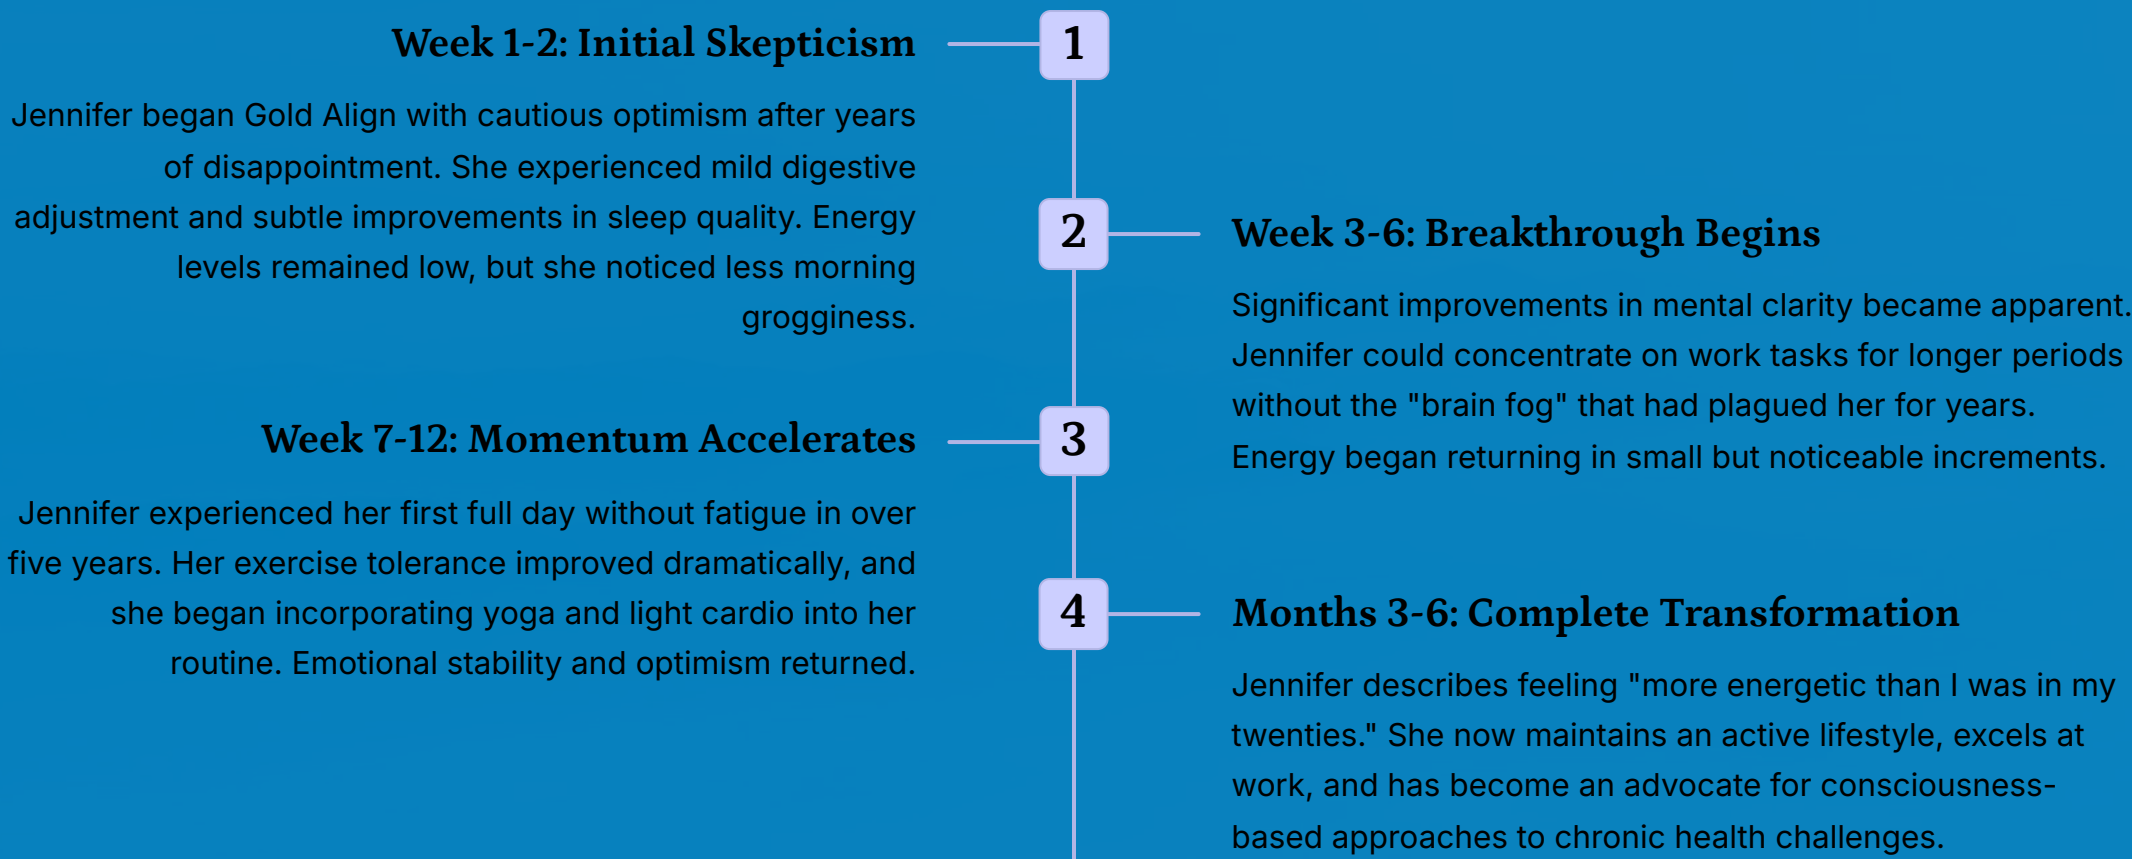 1
Week 1-2: Initial Skepticism
Jennifer began Gold Align with cautious optimism after years
of disappointment. She experienced mild digestive
adjustment and subtle improvements in sleep quality. Energy
levels remained low, but she noticed less morning
grogginess.
2
Week 3-6: Breakthrough Begins
Significant improvements in mental clarity became apparent.
Jennifer could concentrate on work tasks for longer periods
without the "brain fog" that had plagued her for years.
Energy began returning in small but noticeable increments.
3
Week 7-12: Momentum Accelerates
Jennifer experienced her first full day without fatigue in over
five years. Her exercise tolerance improved dramatically, and
she began incorporating yoga and light cardio into her
routine. Emotional stability and optimism returned.
4
Months 3-6: Complete Transformation
Jennifer describes feeling "more energetic than I was in my
twenties." She now maintains an active lifestyle, excels at
work, and has become an advocate for consciousness-
based approaches to chronic health challenges.